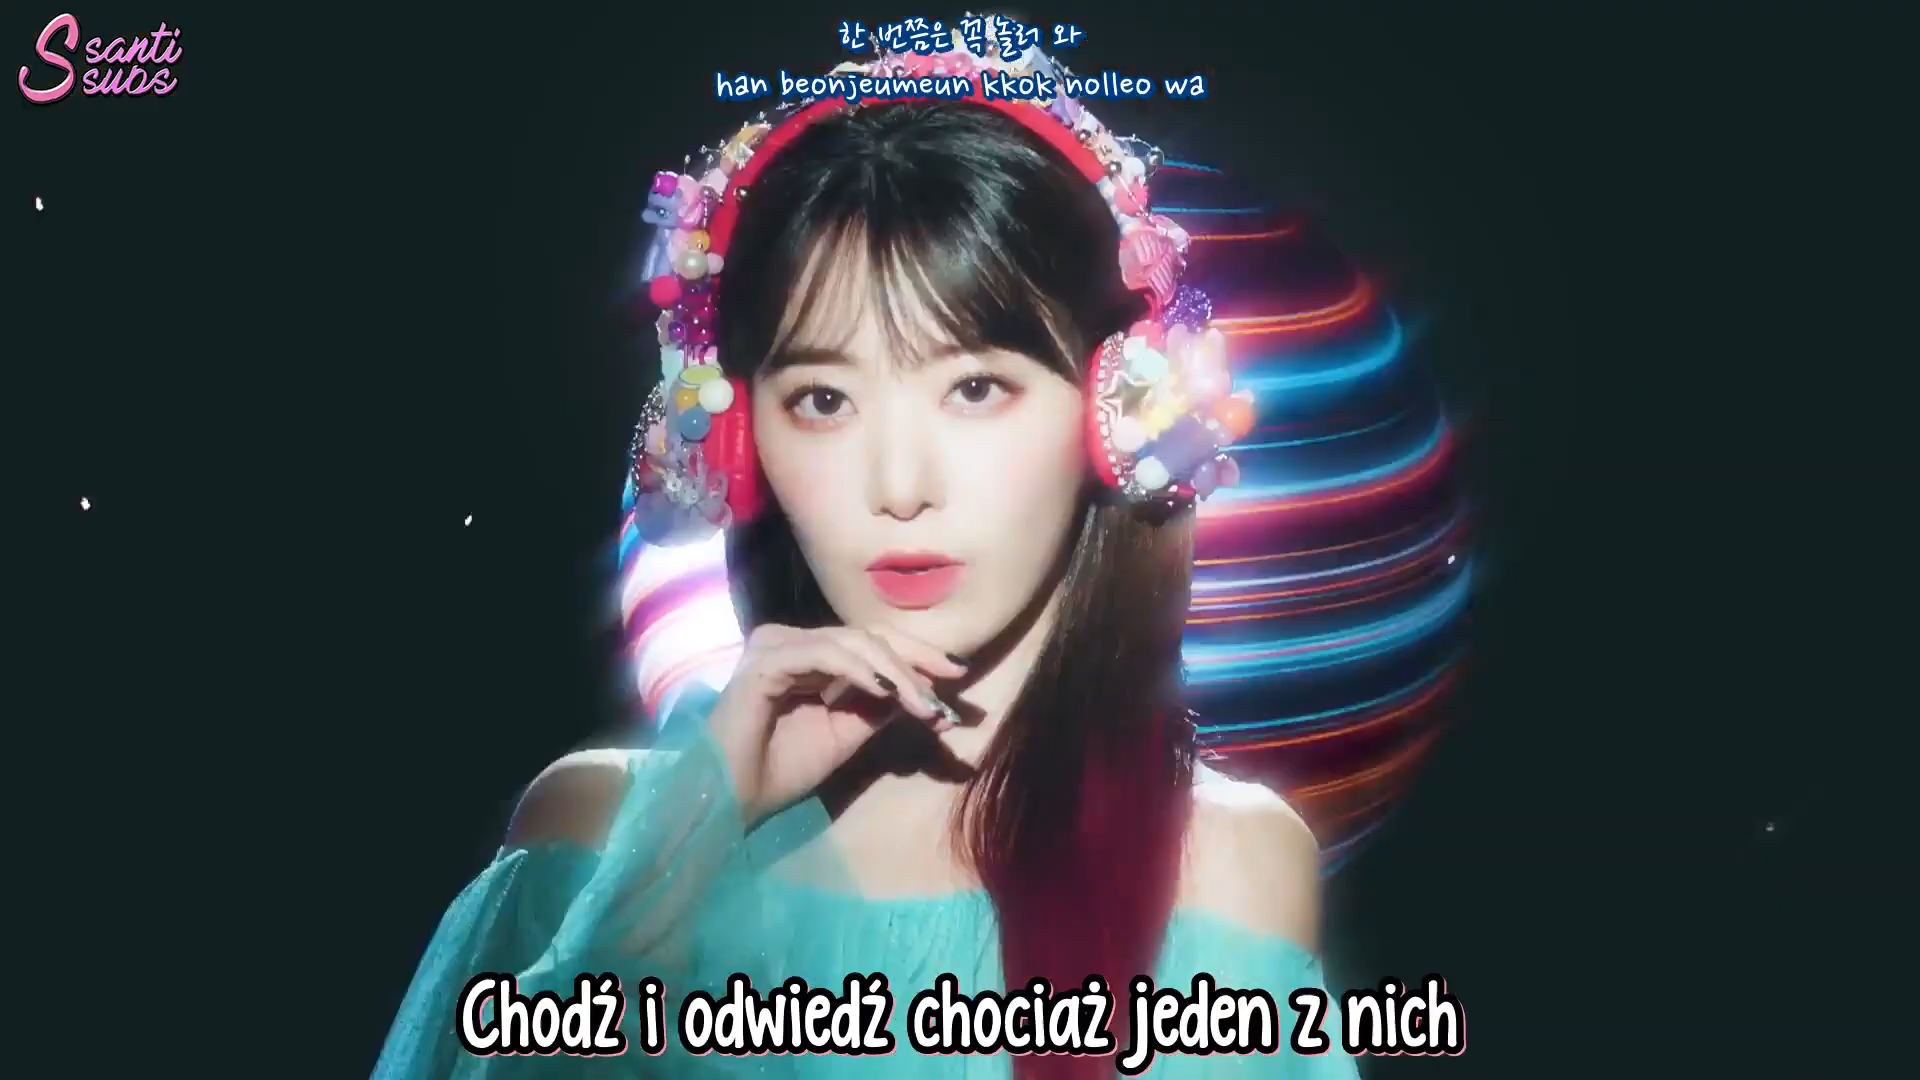 Ssanti
subs
한 번쯤은 꼭 놀러 와
han beonjeumeun kkok nolleo wa
Chodź i odwiedź chociaż jeden z nich